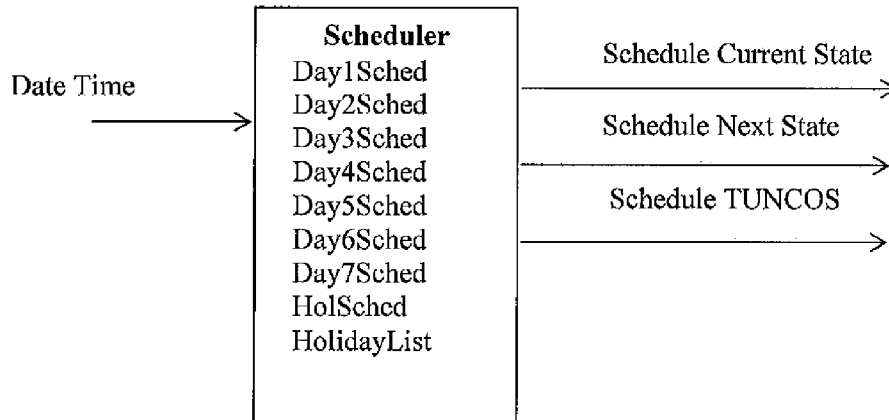 Scheduler
Day1Sched
Day2Sched
Day3Sched
Day4Sched
Day5Sched
Day6Sched
Day7Sched
HolSched
HolidayList
Date Time
Schedule Current State
Schedule Next State
Schedule TUNCOS